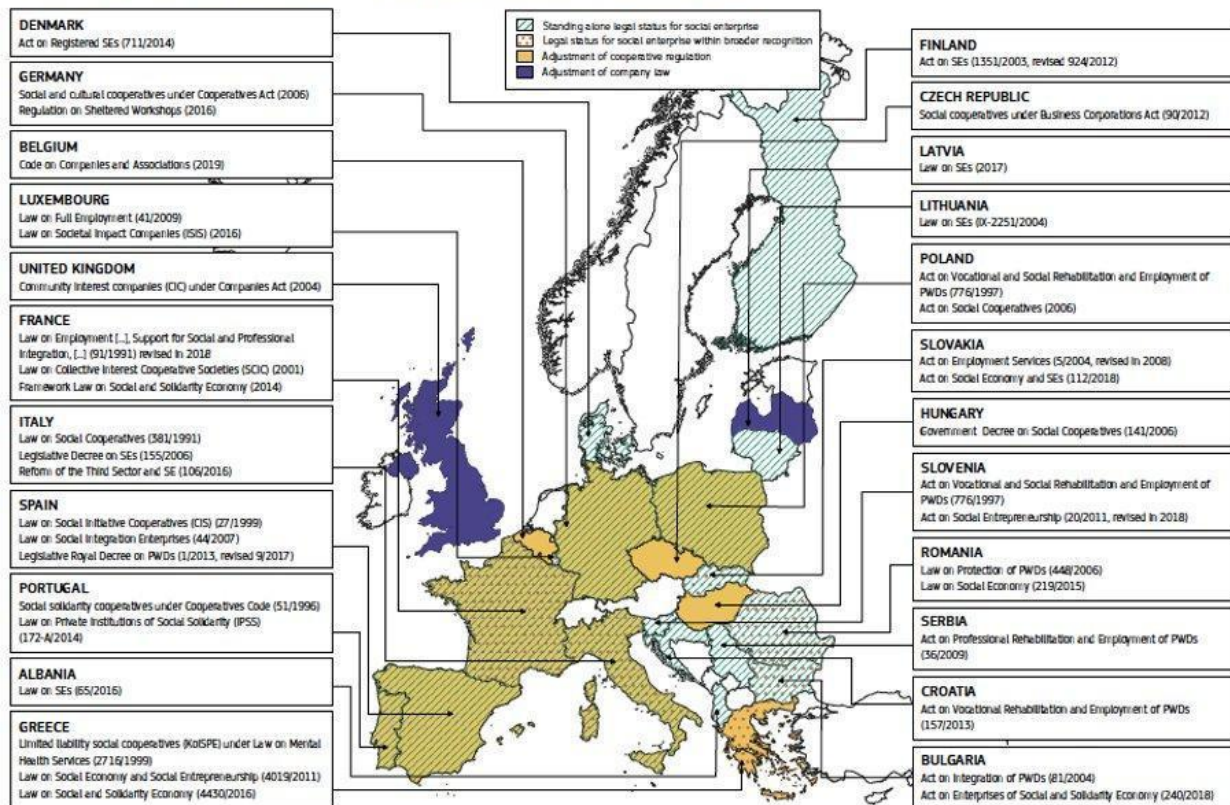 DENMARK
Act on Registered SEs (711/2014)
GERMANY
Social and cultural cooperatives under Cooperatives Act (2006)
Regulation on Sheltered Workshops (2016)
BELGIUM
Code on Companies and Associations (2019)
LUXEMBOURG
Law on Full Employment (41/2009)
Law on Societal Impact Companies (ISIS) (2016)
UNITED KINGDOM
Community Interest companies (CIC) under Companies Act (2004)
FRANCE
Law on Employment [...], Support for Social and Professional
Integration, [...] (91/1991) revised in 2018
Law on Collective Interest Cooperative Societies (SCIC) (2001)
Framework Law on Social and Solidarity Economy (2014)
ITALY
Law on Social Cooperatives (381/1991)
Legislative Decree on SEs (155/2006)
Reform of the Third Sector and SE (106/2016)
SPAIN
Law on Social Initiative Cooperatives (CIS) (27/1999)
Law on Social Integration Enterprises (44/2007)
Legislative Royal Decree on PWDs (1/2013, revised 9/2017)
PORTUGAL
Social solidarity cooperatives under Cooperatives Code (51/1996)
Law on Private Institutions of Social Solidarity (IPSS)
(172-A/2014)
ALBANIA
Law on SEs (65/2016)
GREECE
Limited liability social cooperatives (KoiSPE) under Law on Mental
Health Services (2716/1999)
Law on Social Economy and Social Entrepreneurship (4019/2011)
Law on Social and Solidarity Economy (4430/2016)
Standing alone legal status for social enterprise
Legal status for social enterprise within broader recognition
Adjustment of cooperative regulation
Adjustment of company law
FINLAND
Act on SEs (1351/2003, revised 924/2012)
CZECH REPUBLIC
Social cooperatives under Business Corporations Act (90/2012)
LATVIA
Law on SEs (2017)
LITHUANIA
Law on SEs (IX-2251/2004)
POLAND
Act on Vocational and Social Rehabilitation and Employment of
PWDs (776/1997)
Act on Social Cooperatives (2006)
SLOVAKIA
Act on Employment Services (5/2004, revised in 2008)
Act on Social Economy and SEs (112/2018)
HUNGARY
Government Decree on Social Cooperatives (141/2006)
SLOVENIA
Act on Vocational and Social Rehabilitation and Employment of
PWDs (776/1997)
Act on Social Entrepreneurship (20/2011, revised in 2018)
ROMANIA
Law on Protection of PWDs (448/2006)
Law on Social Economy (219/2015)
SERBIA
Act on Professional Rehabilitation and Employment of PWDs
(36/2009)
CROATIA
Act on Vocational Rehabilitation and Employment of PWDs
(157/2013)
BULGARIA
Act on Integration of PWDs (81/2004)
Act on Enterprises of Social and Solidarity Economy (240/2018)